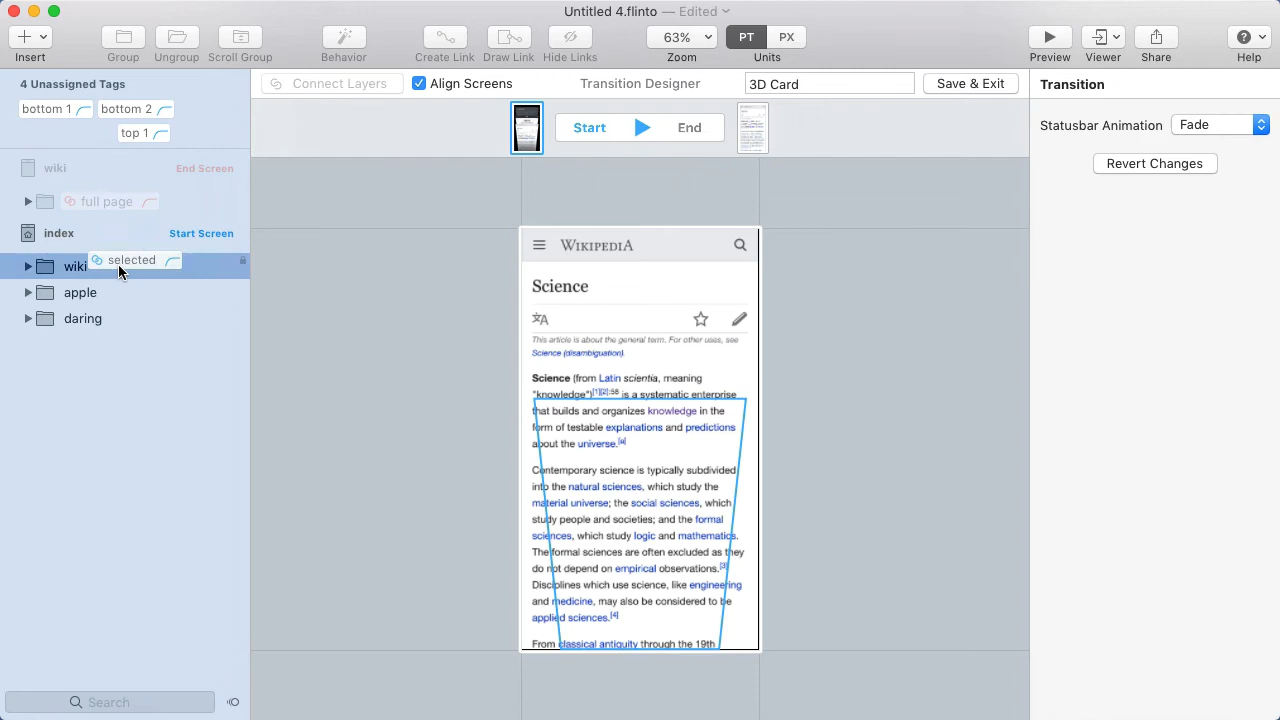 Untitled 4.flinto — Edited
Insert
Group
Ungroup
Scroll Group
Behavior
Create Link
Draw Link
Hide Links
63%
Zoom
PT
PX
Units
Preview
Viewer
Share
Help
4 Unassigned Tags
Connect Layers
Align Screens
Transition Designer
3D Card
Save & Exit
Transition
bottom 1
bottom 2
top 1
Start
End
Statusbar Animation
Fade
Revert Changes
wiki
End Screen
full page
index
Start Screen
wiki
selected
apple
daring
Search
WIKIPEDIA
Science
This article is about the general term. For other uses, see
Science (disambiguation).
Science (from Latin scientia, meaning
"knowledge")[1][2]:58 is a systematic enterprise
that builds and organizes knowledge in the
form of testable explanations and predictions
about the universe.[a]
Contemporary science is typically subdivided
into the natural sciences, which study the
material universe; the social sciences, which
study people and societies; and the formal
sciences, which study logic and mathematics.
The formal sciences are often excluded as they
do not depend on empirical observations.[3]
Disciplines which use science, like engineering
and medicine, may also be considered to be
applied sciences.[4]
From classical antiquity through the 19th